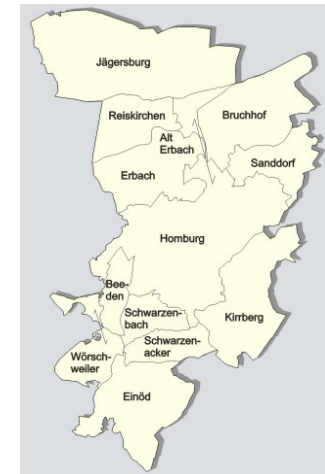 Jägersburg
Reiskirchen
Bruchhof
Alt
Erbach
Sanddorf
Erbach
Homburg
Bee-
den
Schwarzen-
bach
Kirrberg
Schwarzen-
acker
Wörsch-
weiler
Einöd